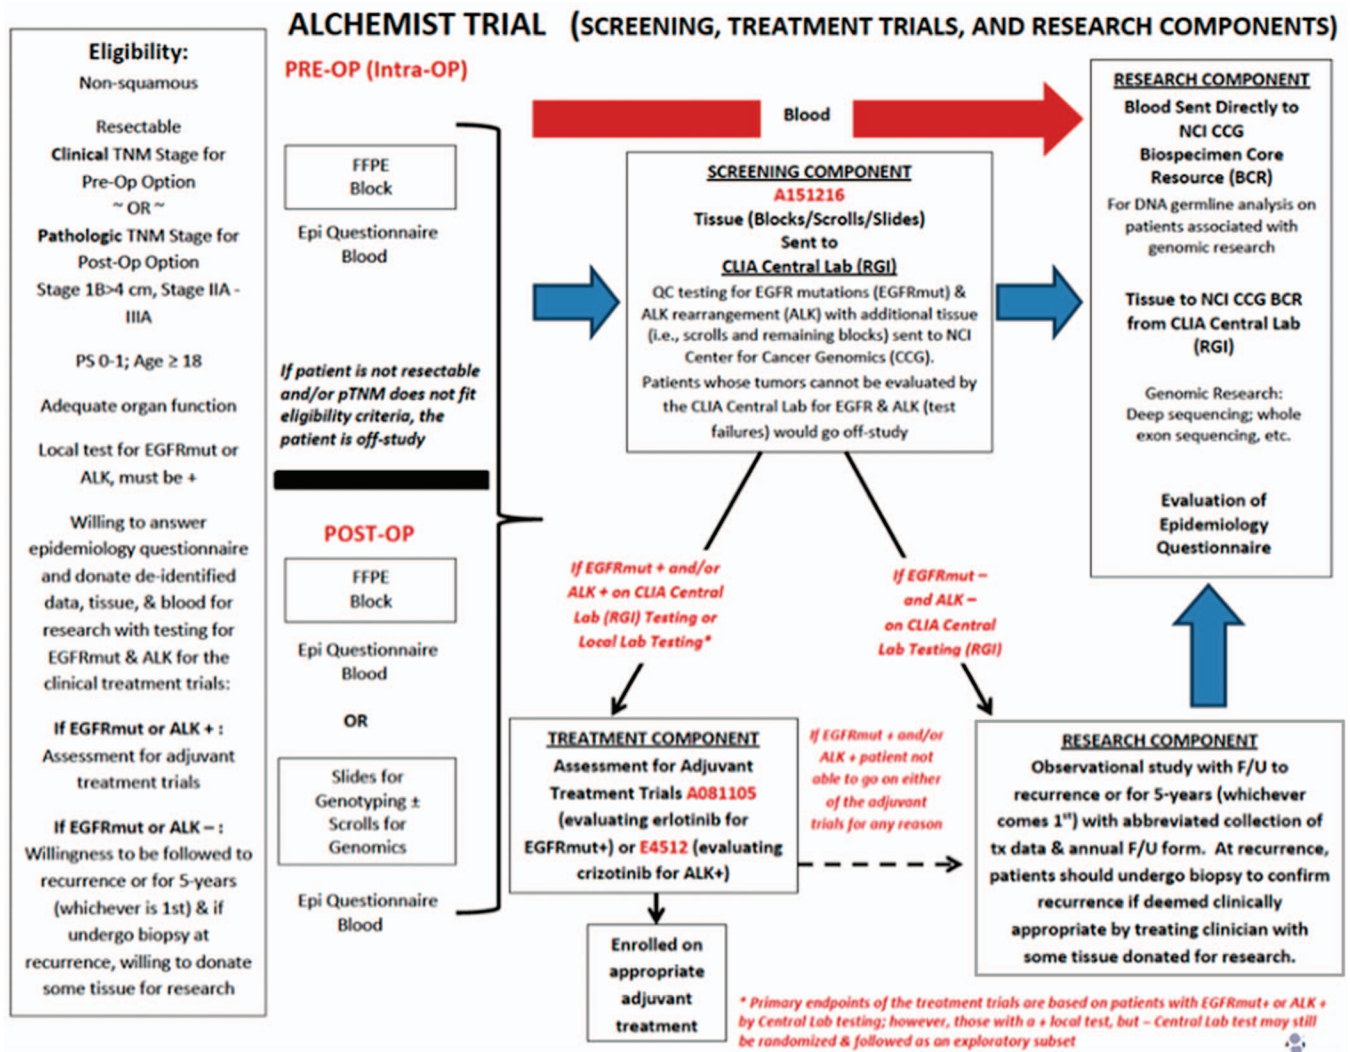 ALCHEMIST TRIAL (SCREENING, TREATMENT TRIALS, AND RESEARCH COMPONENTS)
Eligibility:
Non-squamous
Resectable
Clinical TNM Stage for
Pre-Op Option
~ OR ~
Pathologic TNM Stage for
Post-Op Option
Stage 1B>4 cm, Stage IIA -
IIIA
PS 0-1; Age ≥ 18
Adequate organ function
Local test for EGFRmut or
ALK, must be +
Willing to answer
epidemiology questionnaire
and donate de-identified
data, tissue, & blood for
research with testing for
EGFRmut & ALK for the
clinical treatment trials:
If EGFRmut or ALK + :
Assessment for adjuvant
treatment trials
If EGFRmut or ALK – :
Willingness to be followed to
recurrence or for 5-years
(whichever is 1st) & if
undergo biopsy at
recurrence, willing to donate
some tissue for research
PRE-OP (Intra-OP)
FFPE
Block
Epi Questionnaire
Blood
If patient is not resectable
and/or pTNM does not fit
eligibility criteria, the
patient is off-study
POST-OP
FFPE
Block
Epi Questionnaire
Blood
OR
Slides for
Genotyping ±
Scrolls for
Genomics
Epi Questionnaire
Blood
Blood
SCREENING COMPONENT
A151216
Tissue (Blocks/Scrolls/Slides)
Sent to
CLIA Central Lab (RGI)
QC testing for EGFR mutations (EGFRmut) &
ALK rearrangement (ALK) with additional tissue
(i.e., scrolls and remaining blocks) sent to NCI
Center for Cancer Genomics (CCG).
Patients whose tumors cannot be evaluated by
the CLIA Central Lab for EGFR & ALK (test
failures) would go off-study
If EGFRmut + and/or
ALK + on CLIA Central
Lab (RGI) Testing or
Local Lab Testing*
If EGFRmut –
and ALK –
on CLIA Central
Lab Testing (RGI)
TREATMENT COMPONENT
Assessment for Adjuvant
Treatment Trials A081105
(evaluating erlotinib for
EGFRmut+) or E4512 (evaluating
crizotinib for ALK+)
If EGFRmut + and/or
ALK + patient not
able to go on either
of the adjuvant
trials for any reason
Enrolled on
appropriate
adjuvant
treatment
RESEARCH COMPONENT
Blood Sent Directly to
NCI CCG
Biospecimen Core
Resource (BCR)
For DNA germline analysis on
patients associated with
genomic research
Tissue to NCI CCG BCR
from CLIA Central Lab
(RGI)
Genomic Research:
Deep sequencing; whole
exon sequencing, etc.
Evaluation of
Epidemiology
Questionnaire
RESEARCH COMPONENT
Observational study with F/U to
recurrence or for 5-years (whichever
comes 1st) with abbreviated collection of
tx data & annual F/U form. At recurrence,
patients should undergo biopsy to confirm
recurrence if deemed clinically
appropriate by treating clinician with
some tissue donated for research.
* Primary endpoints of the treatment trials are based on patients with EGFRmut+ or ALK +
by Central Lab testing; however, those with a + local test, but – Central Lab test may still
be randomized & followed as an exploratory subset